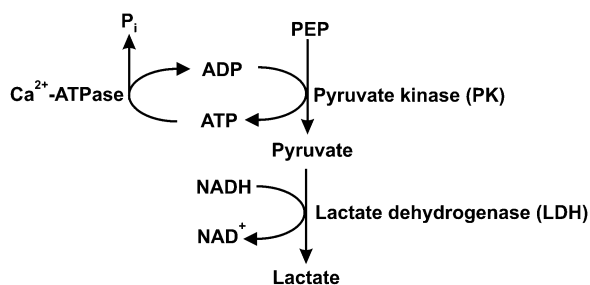 Pi
PEP
ADP
Ca2+-ATPase
Pyruvate kinase (PK)
ATP
Pyruvate
NADH
Lactate dehydrogenase (LDH)
NAD+
Lactate